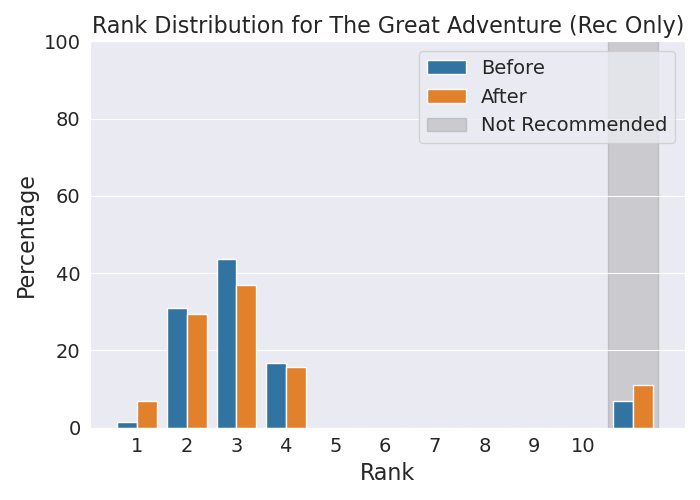 Rank Distribution for The Great Adventure (Rec Only)
100
80
60
40
20
0
Percentage
Before
After
Not Recommended
1 2 3 4 5 6 7 8 9 10
Rank